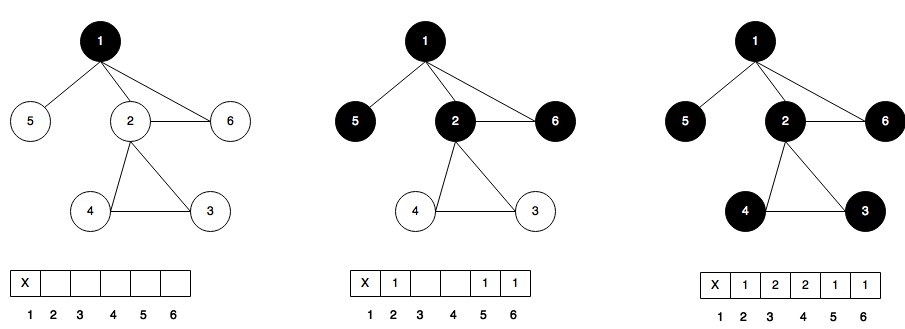 1 1 1
5 2 6 5 2 6 5 2 6
4 3 4 3 4 3
X X 1 1 1 X 1 2 2 1 1
1 2 3 4 5 6 1 2 3 4 5 6 1 2 3 4 5 6